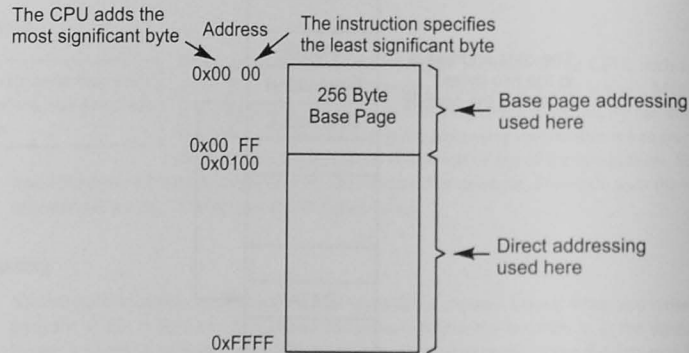 The CPU adds the
most significant byte
Address
The instruction specifies
the least significant byte
0x00 00
256 Byte
Base Page
Base page addressing
used here
0x00 FF
0x0100
Direct addressing
used here
0xFFFF